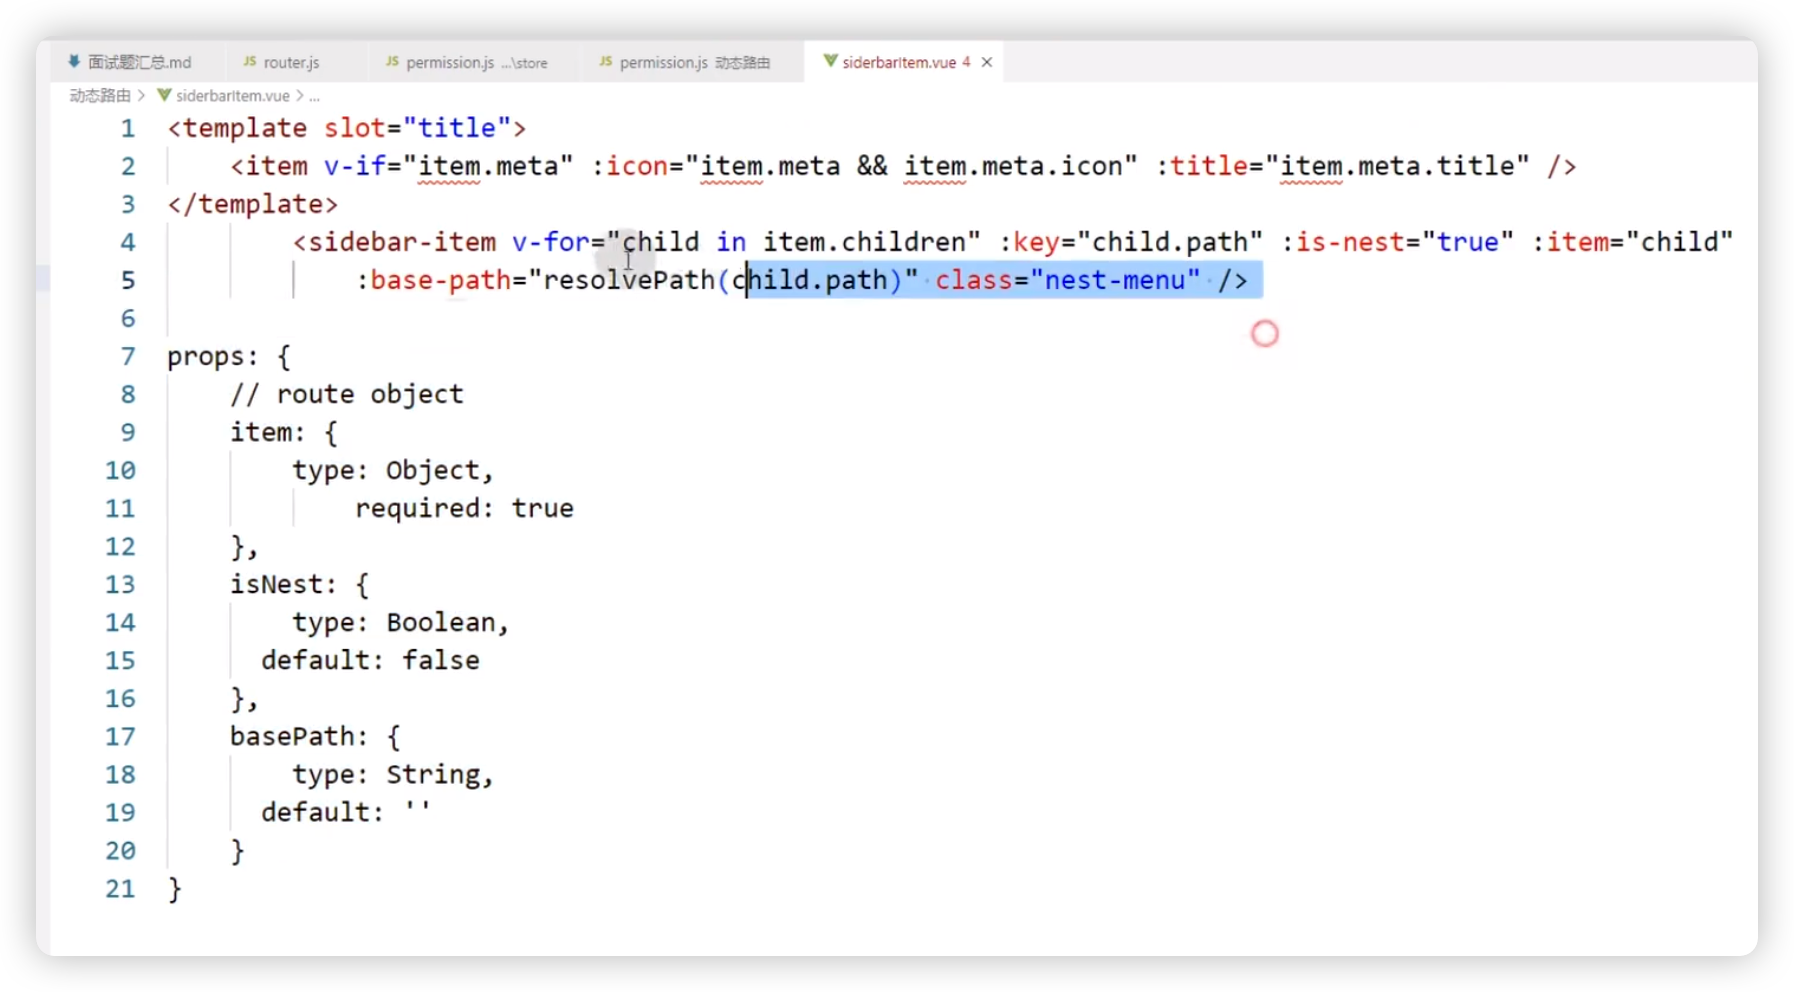 面试题汇总.md JS router.js JS permission.js ...\store JS permission.js 动态路由 siderbarItem.vue 4 ×
动态路由 > siderbarItem.vue > ...
1 <template slot="title">
2 <item v-if="item.meta" :icon="item.meta && item.meta.icon" :title="item.meta.title" />
3 </template>
4 <sidebar-item v-for="child in item.children" :key="child.path" :is-nest="true" :item="child"
5 :base-path="resolvePath(child.path)" class="nest-menu" />
6
7 props: {
8 // route object
9 item: {
10 type: Object,
11 required: true
12 },
13 isNest: {
14 type: Boolean,
15 default: false
16 },
17 basePath: {
18 type: String,
19 default: ''
20 }
21 }